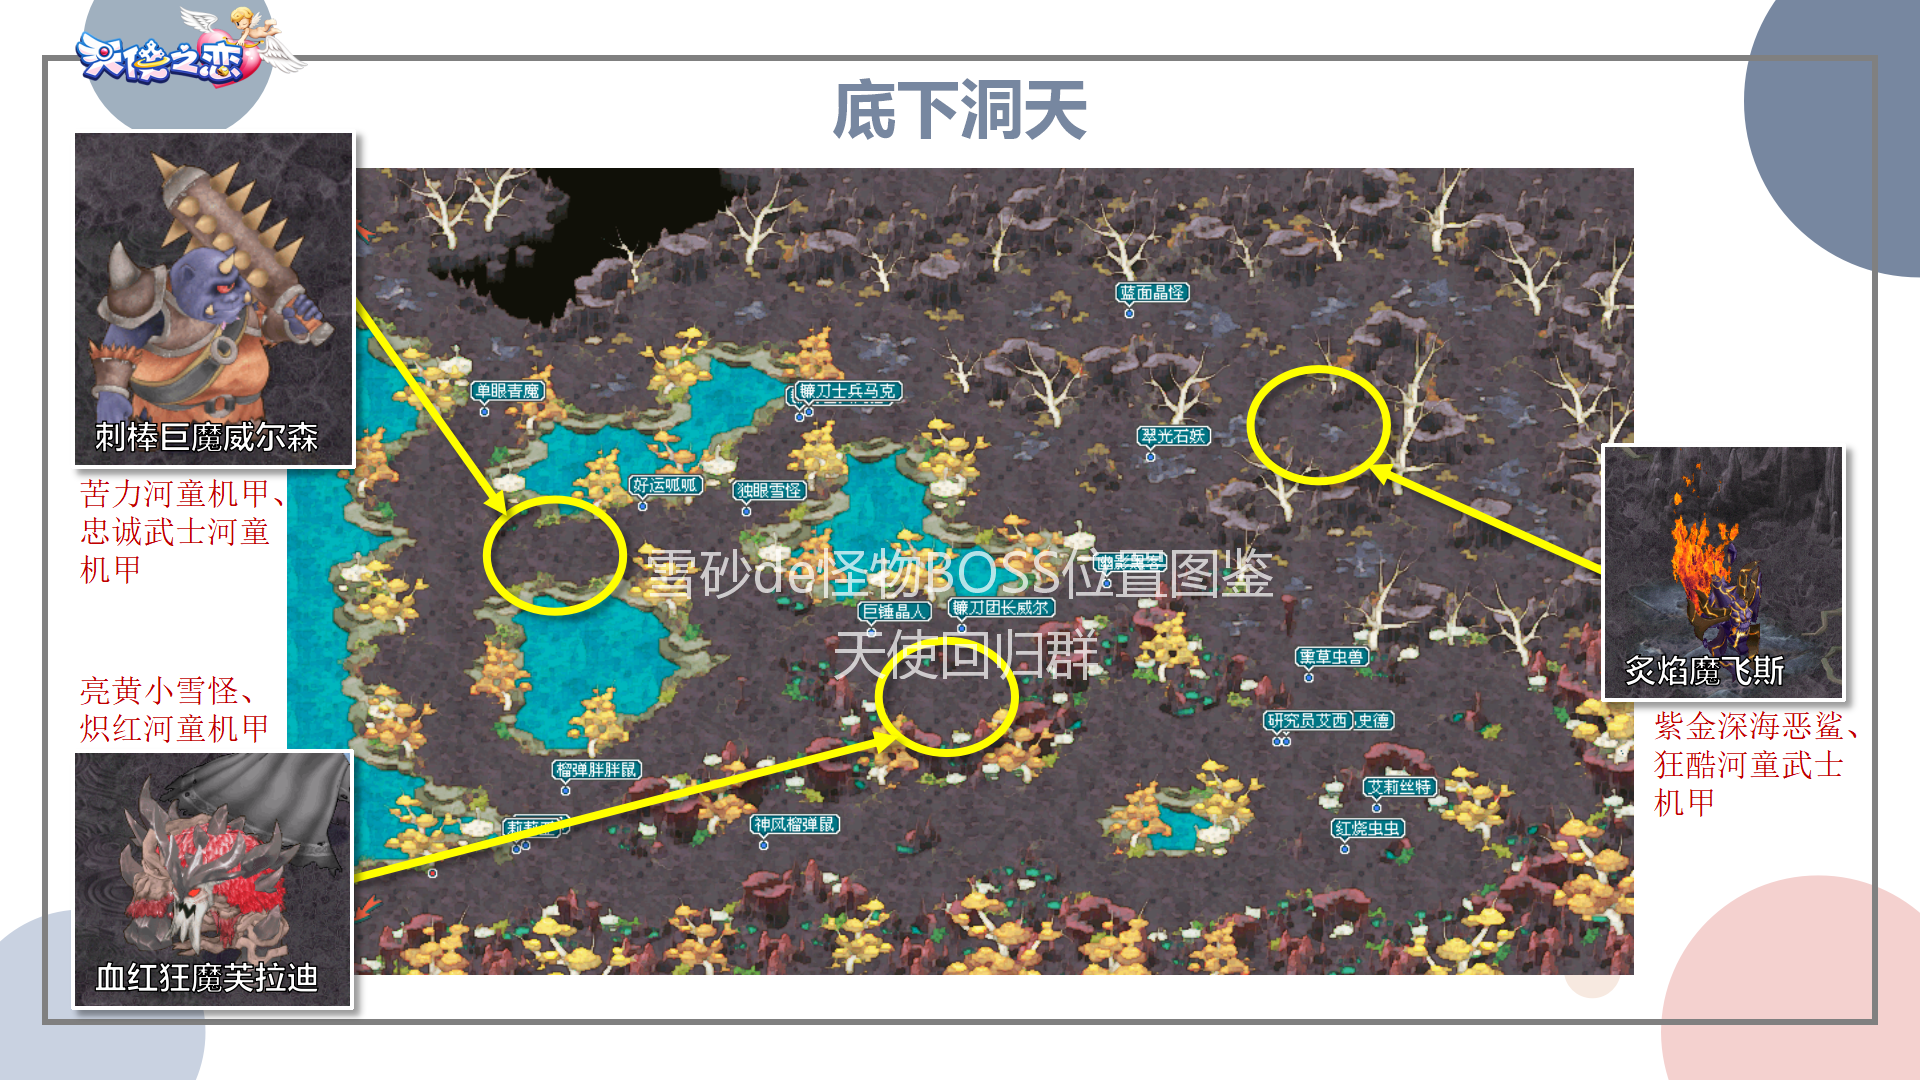 天使之恋
底下洞天
刺棒巨魔威尔森
苦力河童机甲、
忠诚武士河童
机甲
亮黄小雪怪、
炽红河童机甲
血红狂魔芙拉迪
蓝面晶怪
单眼青魔
镰刀士兵马克
翠光石妖
好运呱呱
独眼雪怪
幽影黑客
雪砂de怪物BOSS位置图鉴
巨锤晶人
镰刀团长威尔
天使回归群
熏草虫兽
炙焰魔飞斯
研究员艾西
史德
紫金深海恶鲨、
狂酷河童武士
机甲
榴弹胖胖鼠
艾莉丝特
神风榴弹鼠
红烧虫虫